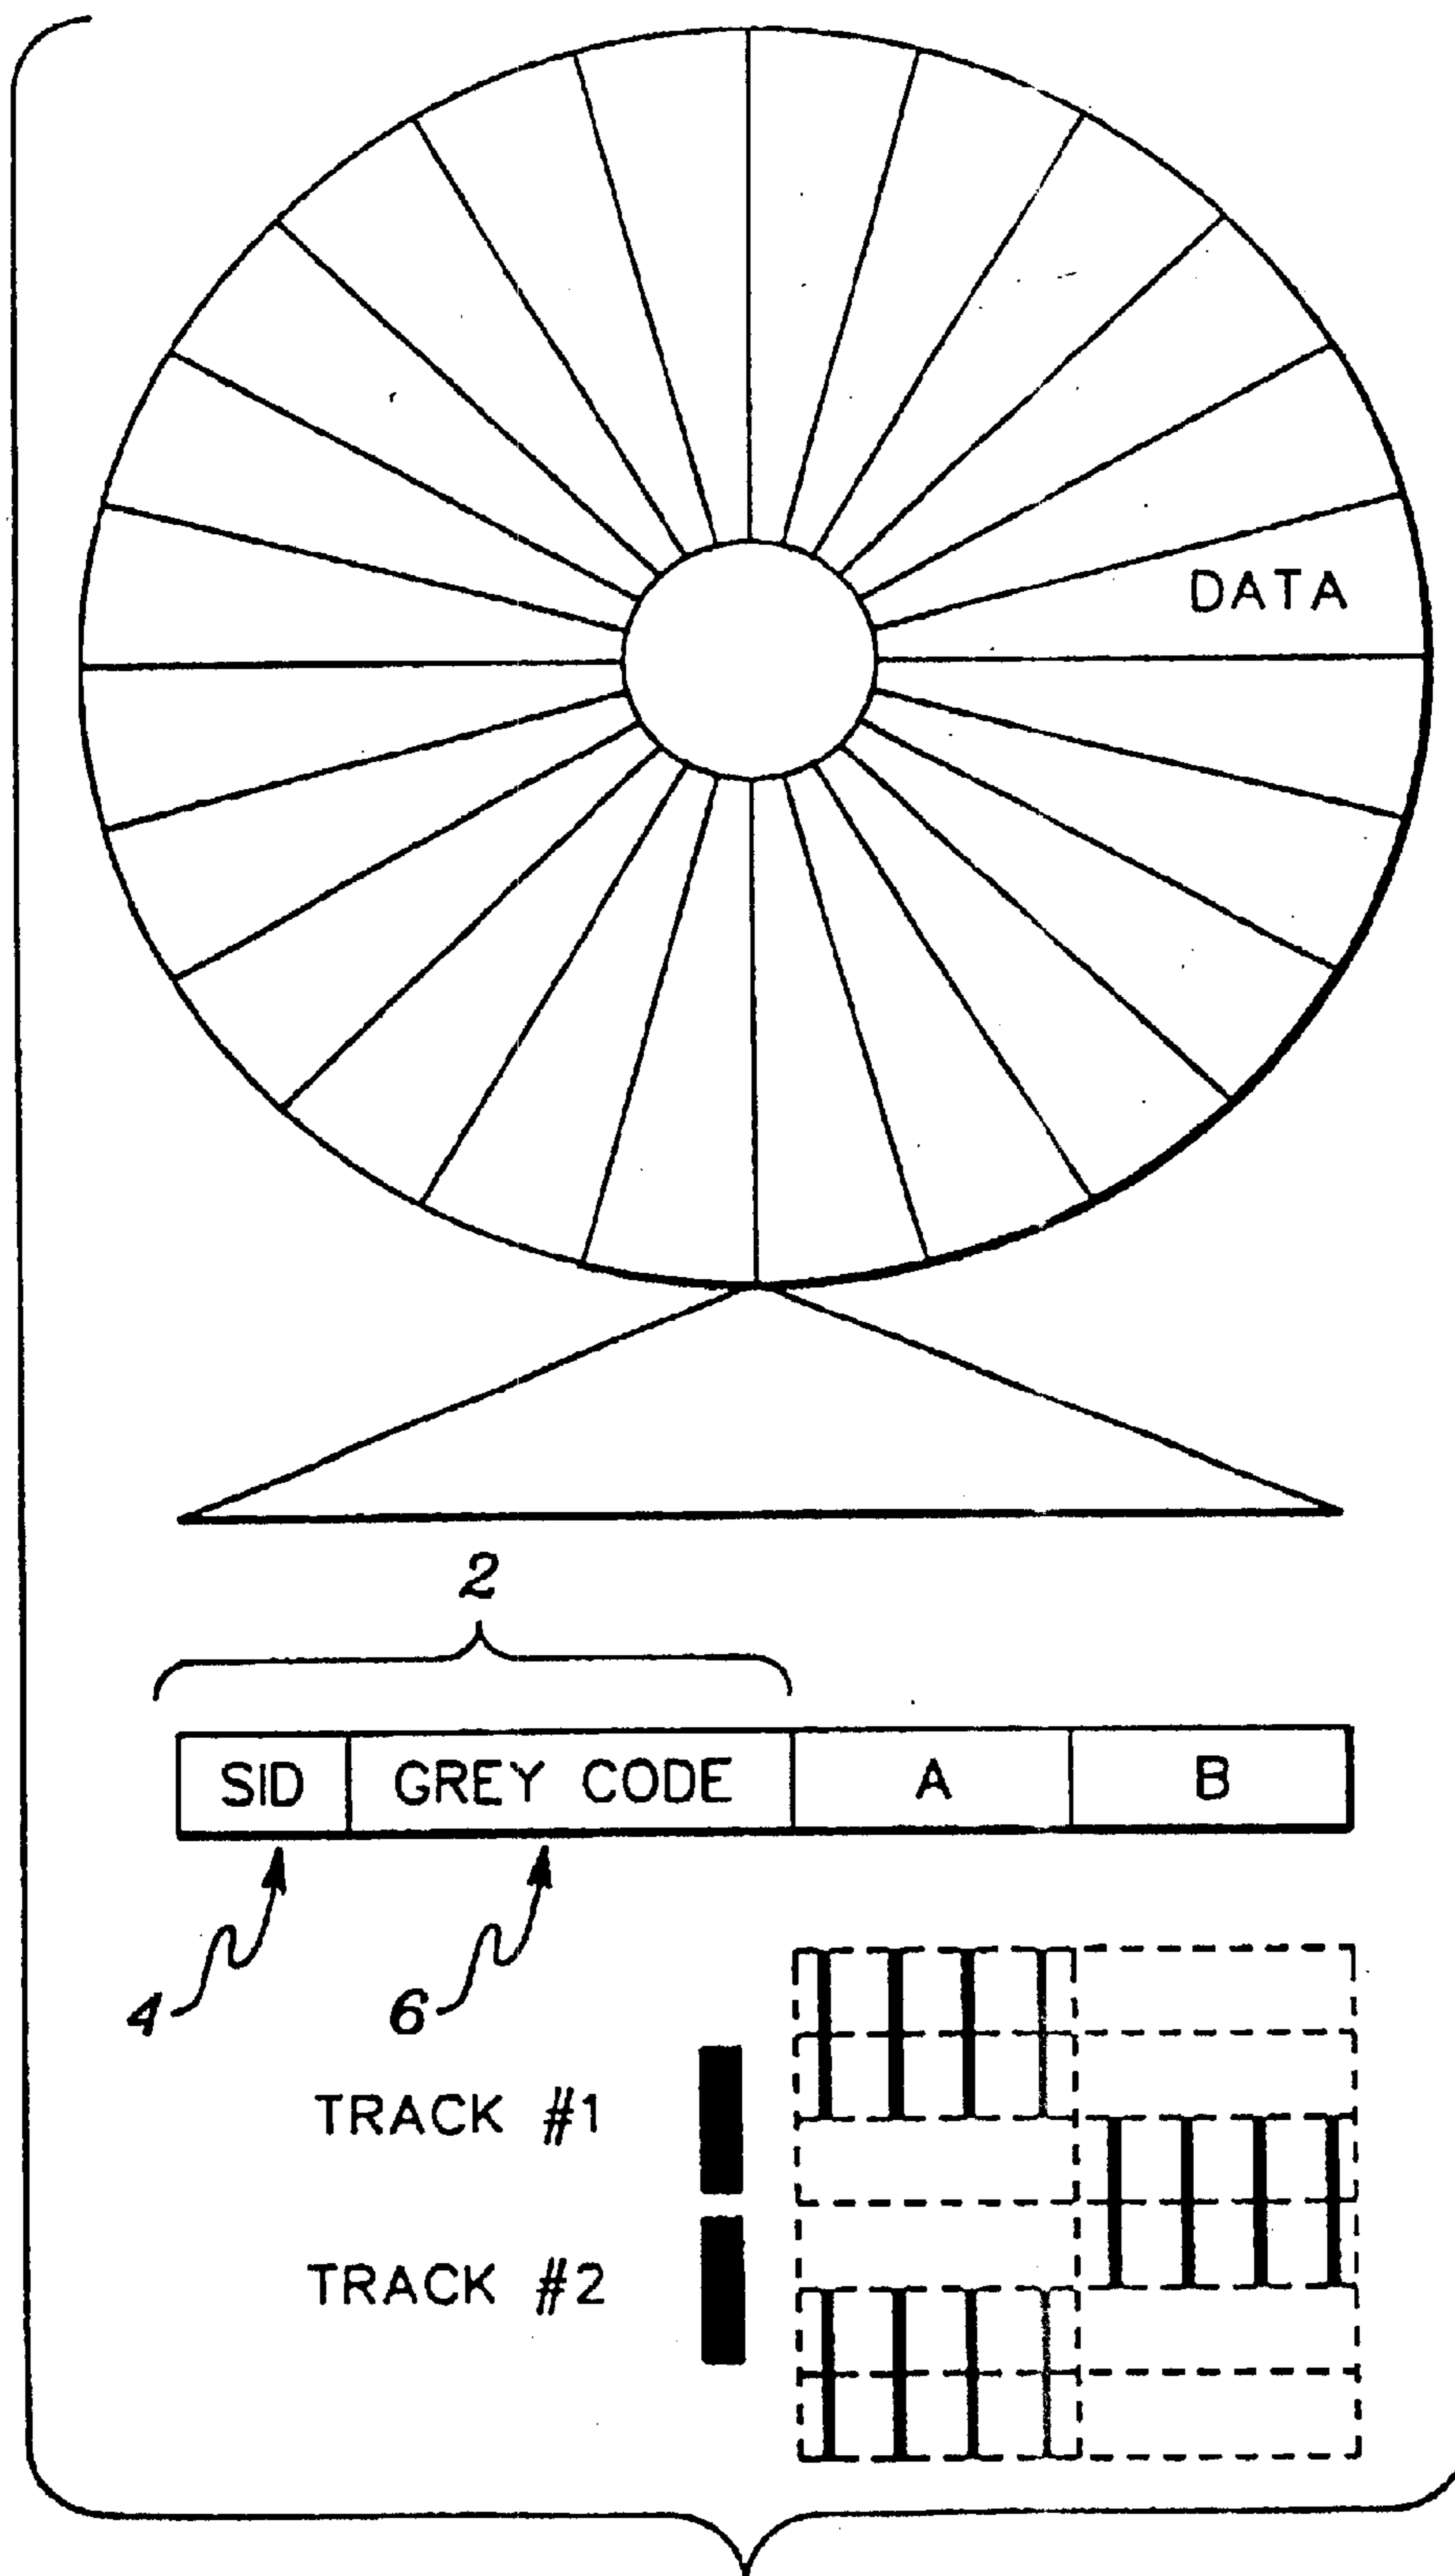 DATA
2
SID GREY CODE A B
4 6
TRACK #1
TRACK #2